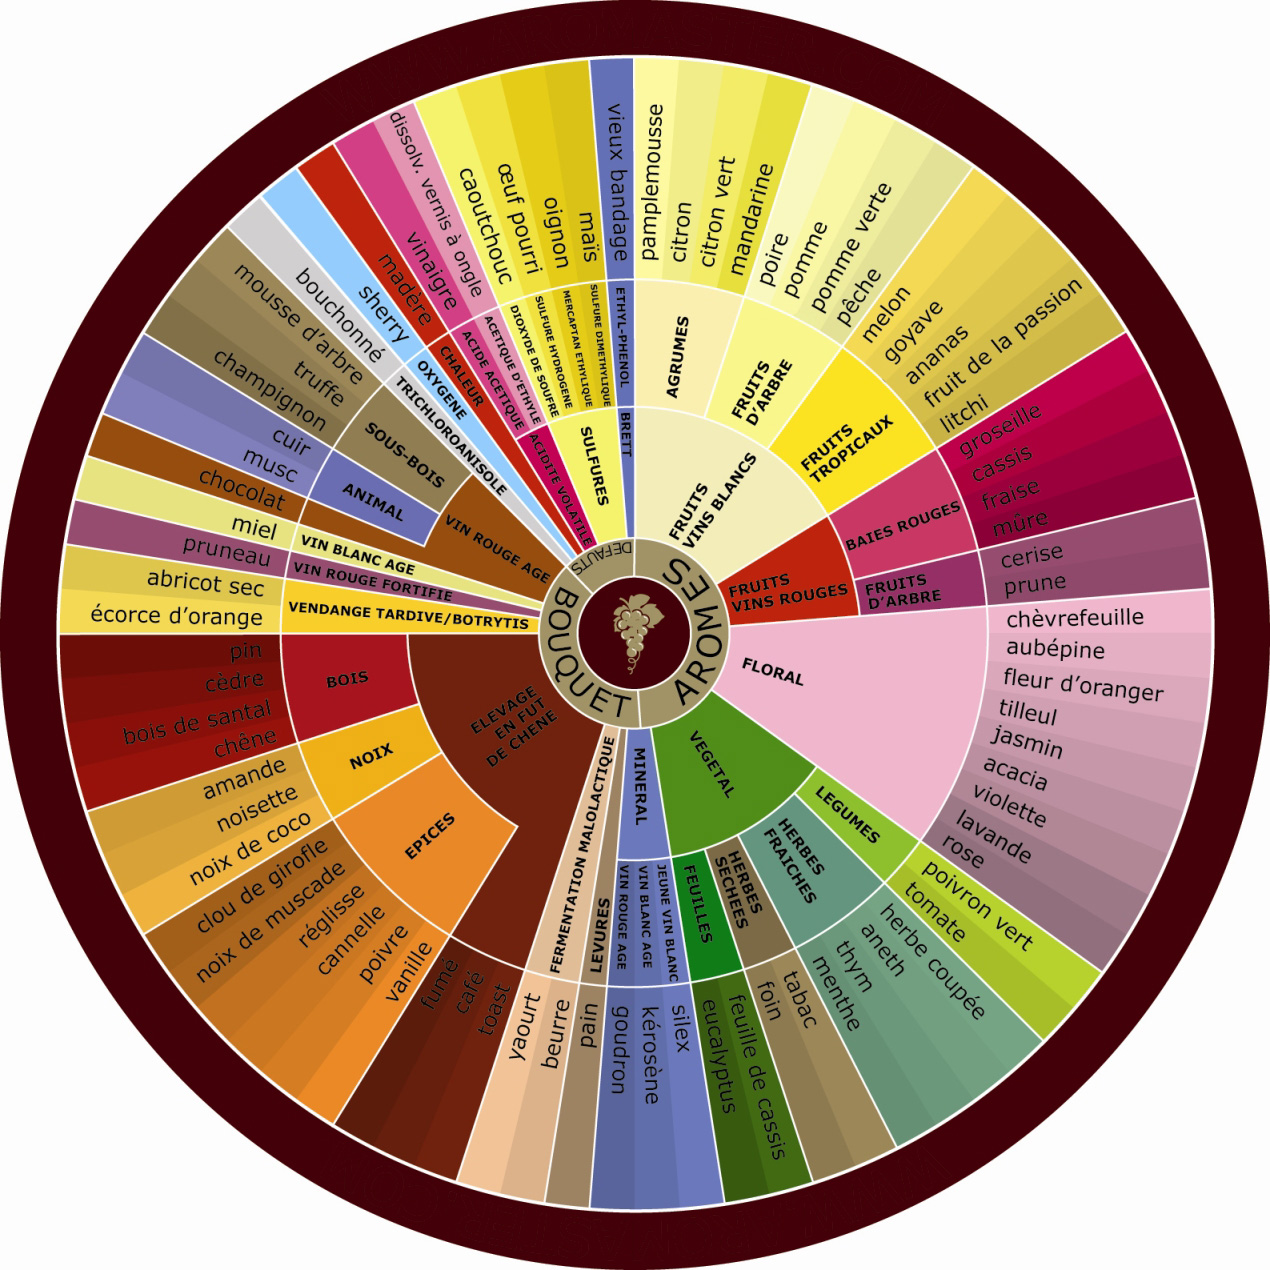 AROMES
BOUQUET
DEFAUTS
FRUITS
VINS BLANCS
AGRUMES
pamplemousse
citron
citron vert
mandarine
FRUITS
D'ARBRE
poire
pomme
pomme verte
pêche
FRUITS
TROPICAUX
melon
goyave
ananas
fruit de la passion
litchi
FRUITS
VINS ROUGES
BAIES ROUGES
groseille
cassis
fraise
mûre
FRUITS
D'ARBRE
cerise
prune
FLORAL
chèvrefeuille
aubépine
fleur d'oranger
tilleul
jasmin
acacia
violette
lavande
rose
VEGETAL
LEGUMES
poivron vert
tomate
HERBES
FRAICHES
herbe coupée
aneth
thym
menthe
HERBES
SECHEES
tabac
foin
FEUILLES
feuille de cassis
eucalyptus
MINERAL
JEUNE VIN BLANC
silex
VIN BLANC AGE
kérosène
VIN ROUGE AGE
goudron
LEVURES
pain
FERMENTATION MALOLACTIQUE
beurre
yaourt
ELEVAGE
EN FUT
DE CHENE
toast
café
fumé
EPICES
vanille
poivre
cannelle
réglisse
noix de muscade
clou de girofle
NOIX
noix de coco
noisette
amande
BOIS
chêne
bois de santal
cèdre
pin
VENDANGE TARDIVE/BOTRYTIS
écorce d'orange
abricot sec
VIN ROUGE FORTIFIE
pruneau
VIN BLANC AGE
miel
VIN ROUGE AGE
chocolat
ANIMAL
musc
cuir
SOUS-BOIS
champignon
truffe
mousse d'arbre
TRICHLOROANISOLE
bouchonné
OXYGENE
sherry
CHALEUR
madère
ACIDITE VOLATILE
ACIDE ACETIQUE
vinaigre
ACETIQUE D'ETHYLE
dissolv. vernis à ongle
SULFURES
DIOXYDE DE SOUFRE
caoutchouc
SULFURE HYDROGENE
œuf pourri
MERCAPTAN ETHYLIQUE
oignon
SULFURE DIMETHYLIQUE
maïs
BRETT
ETHYL-PHENOL
vieux bandage